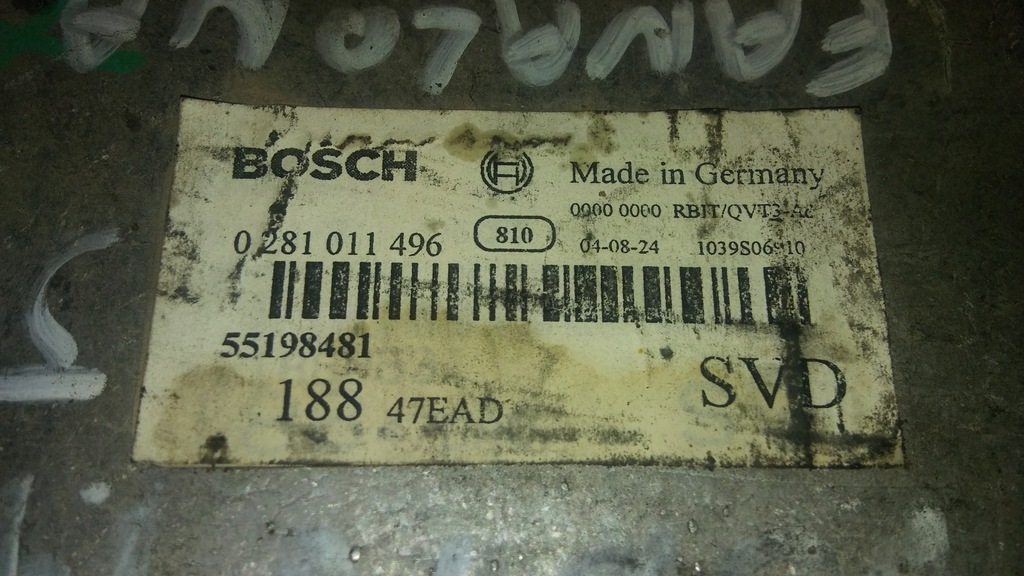 BOSCH Made in Germany
0000 0000 RBIT/QVT3-Ac
0 281 011 496 810 04-08-24
55198481
188 47EAD SVD